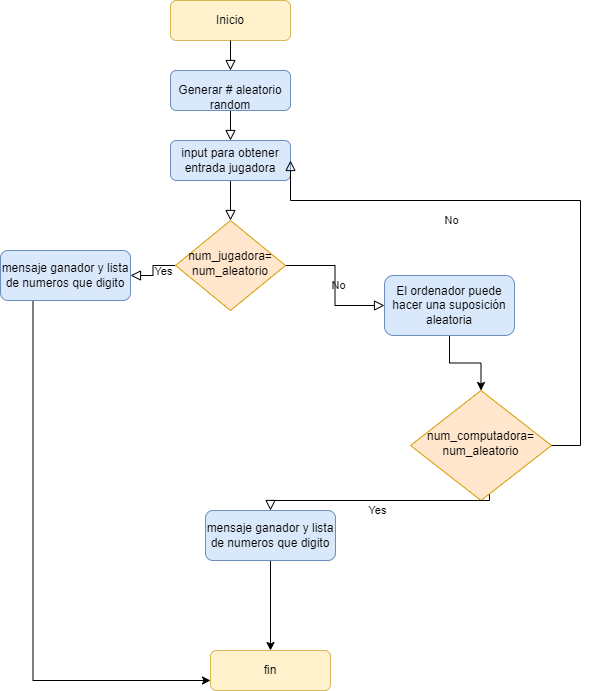 Inicio
Generar # aleatorio
random
input para obtener
entrada jugadora
No
num_jugadora=
num_aleatorio
Yes
mensaje ganador y lista
de numeros que digito
No
El ordenador puede
hacer una suposición
aleatoria
num_computadora=
num_aleatorio
Yes
mensaje ganador y lista
de numeros que digito
fin